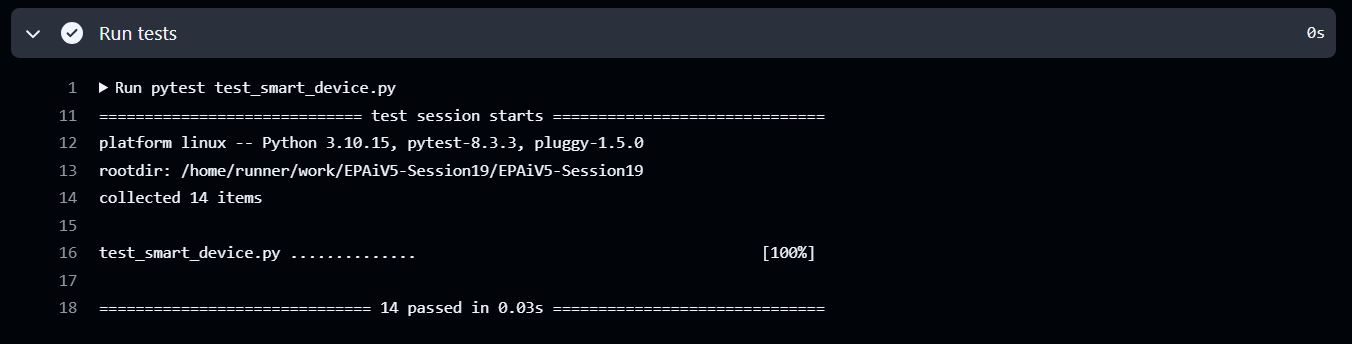 Run tests 0s
1 Run pytest test_smart_device.py
11 ============================= test session starts ==============================
12 platform linux -- Python 3.10.15, pytest-8.3.3, pluggy-1.5.0
13 rootdir: /home/runner/work/EPAiV5-Session19/EPAiV5-Session19
14 collected 14 items
15
16 test_smart_device.py .............. [100%]
17
18 ============================== 14 passed in 0.03s ==============================